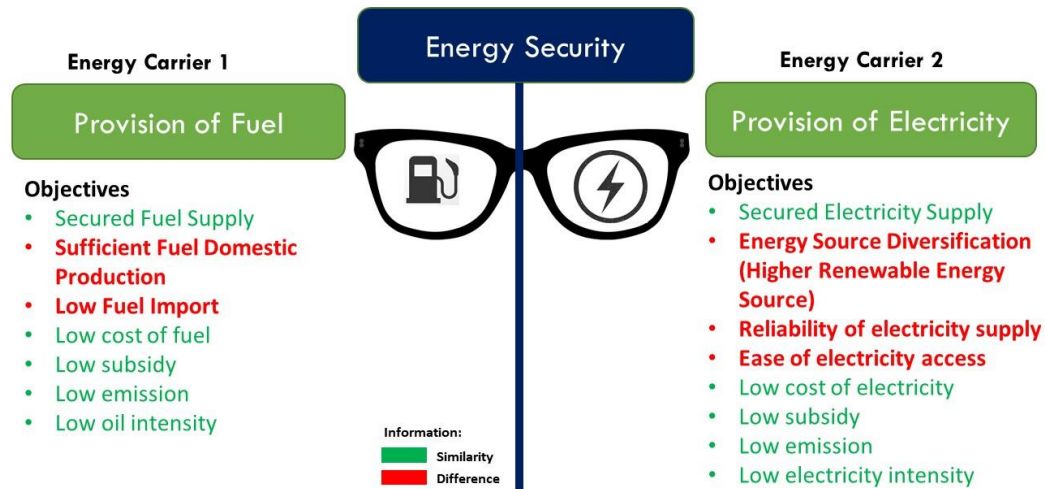 Energy Security
Energy Carrier 1
Provision of Fuel
Objectives
• Secured Fuel Supply
• Sufficient Fuel Domestic
Production
• Low Fuel Import
• Low cost of fuel
• Low subsidy
• Low emission
• Low oil intensity
Energy Carrier 2
Provision of Electricity
Objectives
• Secured Electricity Supply
• Energy Source Diversification
(Higher Renewable Energy
Source)
• Reliability of electricity supply
• Ease of electricity access
• Low cost of electricity
• Low subsidy
• Low emission
• Low electricity intensity
Information:
Similarity
Difference